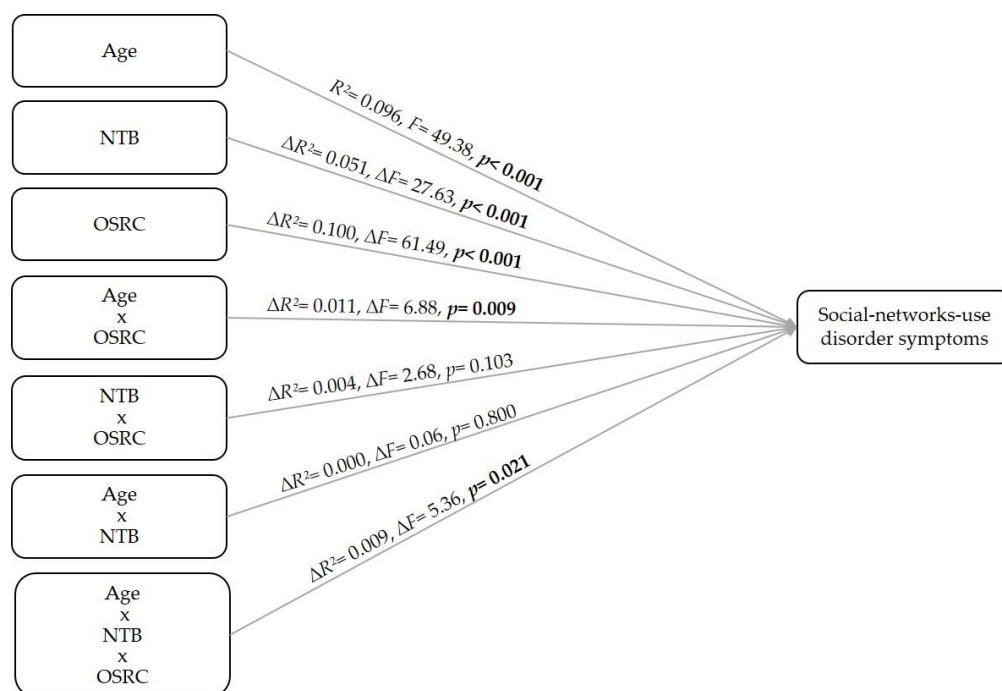 Age
R²= 0.096, F= 49.38, p< 0.001
NTB
ΔR²= 0.051, ΔF= 27.63, p< 0.001
OSRC
ΔR²= 0.100, ΔF= 61.49, p< 0.001
Age
x
OSRC
ΔR²= 0.011, ΔF= 6.88, p= 0.009
NTB
x
OSRC
ΔR²= 0.004, ΔF= 2.68, p= 0.103
Age
x
NTB
ΔR²= 0.000, ΔF= 0.06, p= 0.800
Age
x
NTB
x
OSRC
ΔR²= 0.009, ΔF= 5.36, p= 0.021
Social-networks-use
disorder symptoms